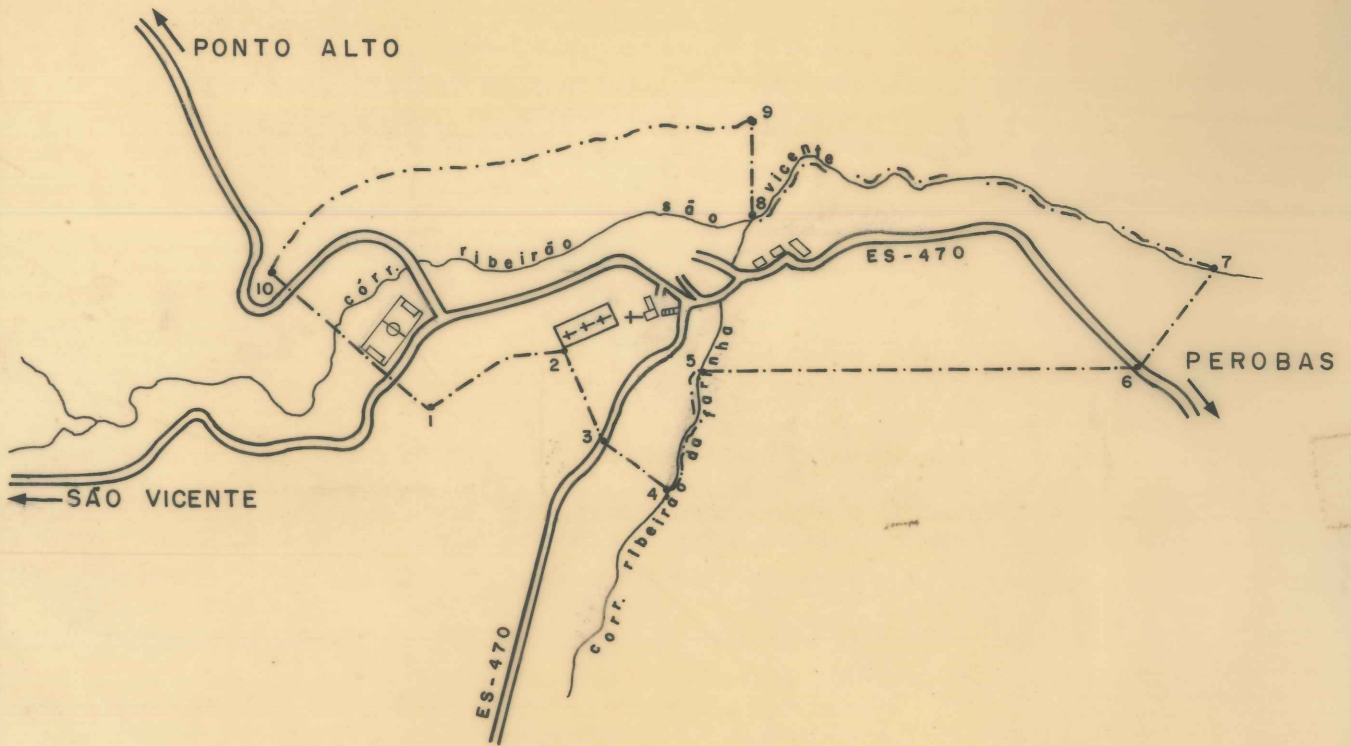 PONTO ALTO
9
vicente
8
são
ribeirão
córr.
10
ES-470
7
2
5
6
PEROBAS
1
3
4
corr. ribeirão da farinha
SÃO VICENTE
ES-470